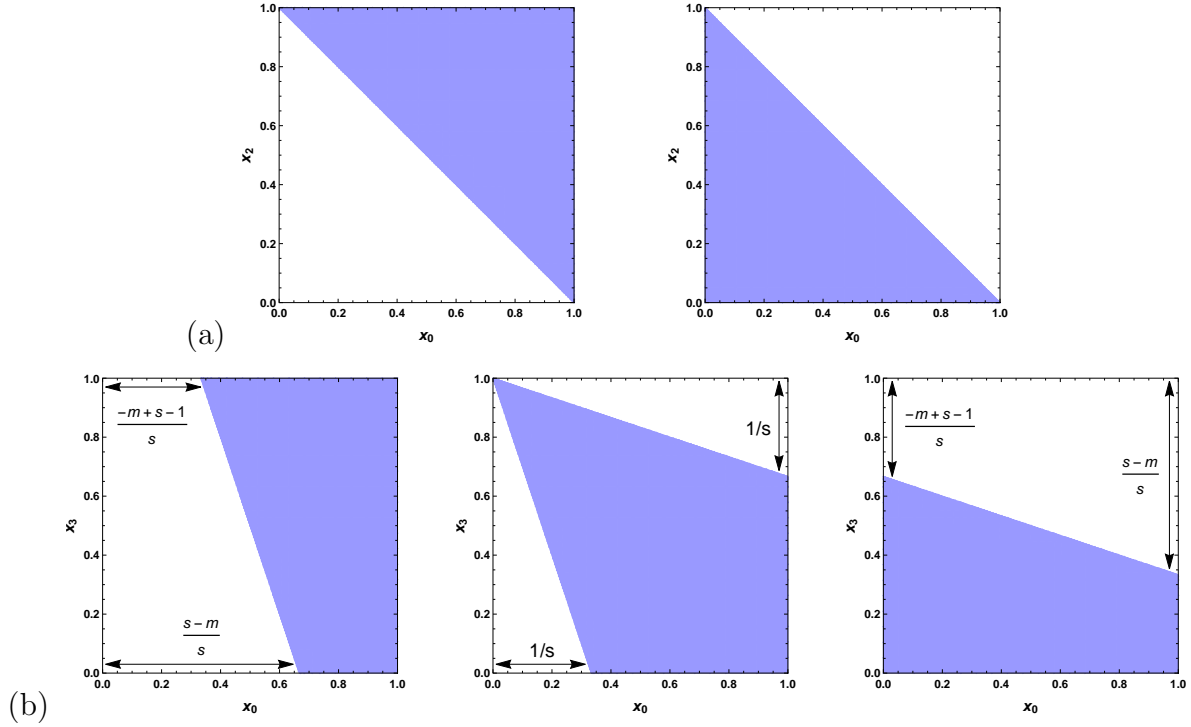 1.0 1.0
0.8 0.8
0.6 0.6
x2 x2
0.4 0.4
0.2 0.2
0.0 0.0
0.0 0.2 0.4 0.6 0.8 1.0 0.0 0.2 0.4 0.6 0.8 1.0
(a) x0 x0
1.0 1.0 1.0
-m + s - 1 -m + s - 1
s s
0.8 1/s 0.8 0.8
s - m
s
0.6 0.6 0.6
x3 x3 x3
0.4 0.4 0.4
0.2 0.2 0.2
s - m
s 1/s
0.0 0.0 0.0
0.0 0.2 0.4 0.6 0.8 1.0 0.0 0.2 0.4 0.6 0.8 1.0 0.0 0.2 0.4 0.6 0.8 1.0
(b) x0 x0 x0